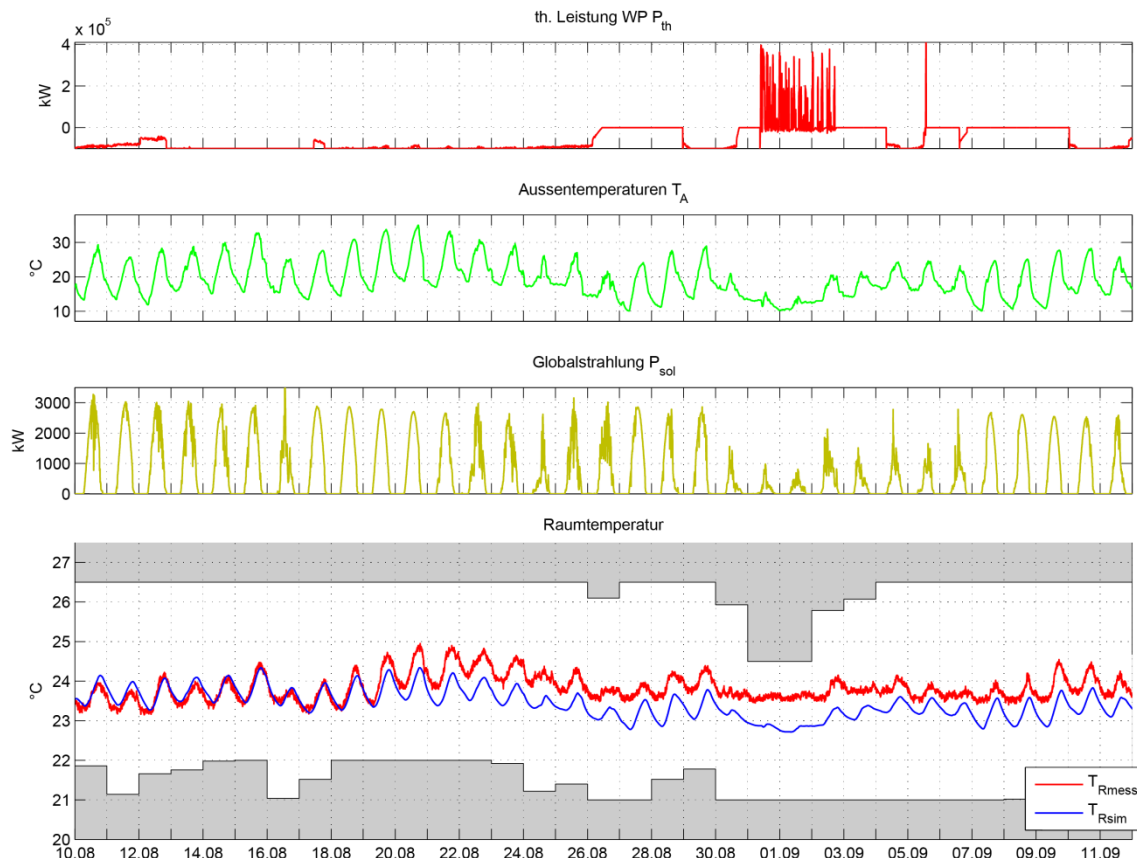 th. Leistung WP P_th
x 10^5
4
2
0
kW
Aussentemperaturen T_A
30
20
10
°C
Globalstrahlung P_sol
3000
2000
1000
0
kW
Raumtemperatur
27
26
25
24
23
22
21
20
°C
T_Rmess
T_Rsim
10.08 12.08 14.08 16.08 18.08 20.08 22.08 24.08 26.08 28.08 30.08 01.09 03.09 05.09 07.09 09.09 11.09